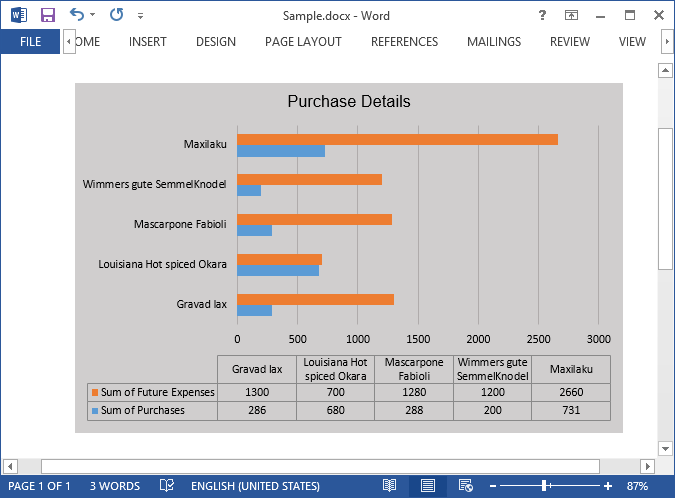 Sample.docx - Word
FILE OME INSERT DESIGN PAGE LAYOUT REFERENCES MAILINGS REVIEW VIEW
Purchase Details
Maxilaku
Wimmers gute SemmelKnodel
Mascarpone Fabioli
Louisiana Hot spiced Okara
Gravad lax
0 500 1000 1500 2000 2500 3000
Gravad lax Louisiana Hot spiced Okara Mascarpone Fabioli Wimmers gute SemmelKnodel Maxilaku
Sum of Future Expenses 1300 700 1280 1200 2660
Sum of Purchases 286 680 288 200 731
PAGE 1 OF 1 3 WORDS ENGLISH (UNITED STATES) 87%